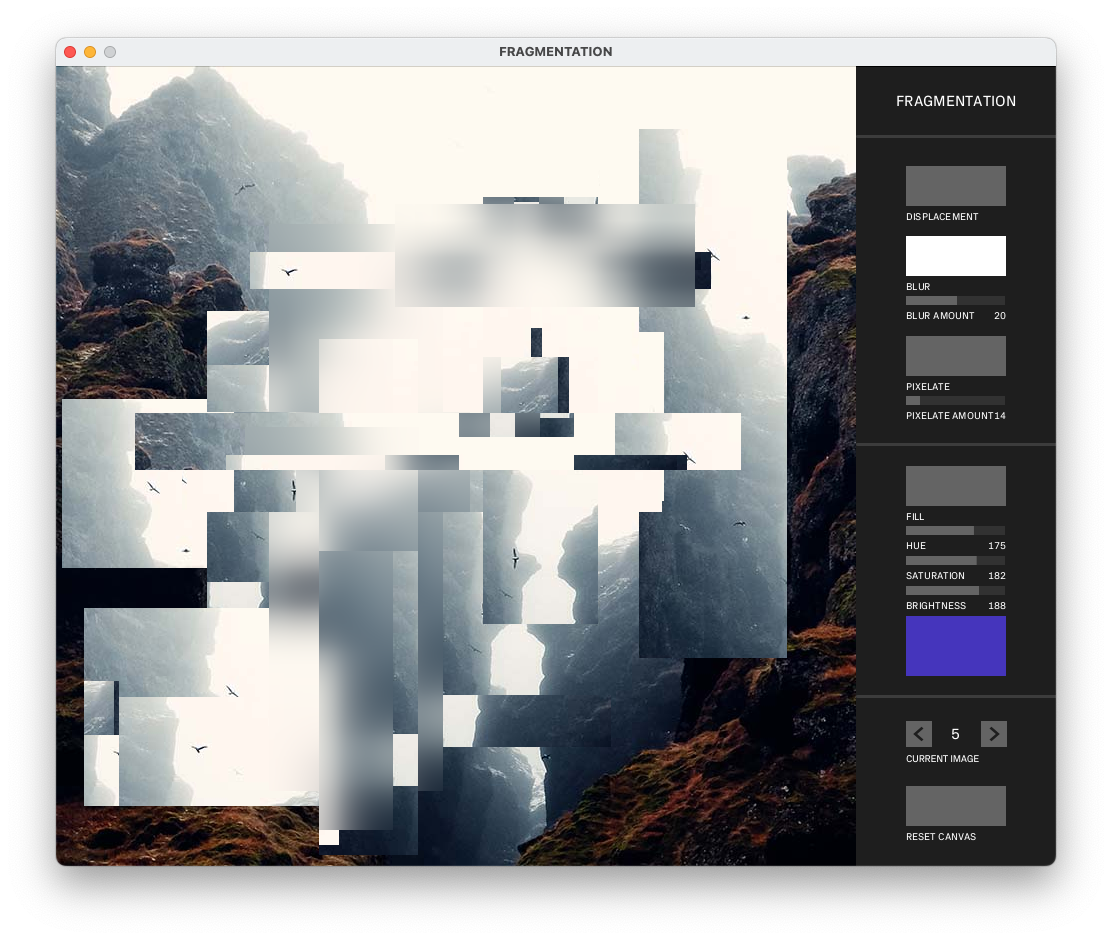 FRAGMENTATION
FRAGMENTATION
DISPLACEMENT
BLUR
BLUR AMOUNT 20
PIXELATE
PIXELATE AMOUNT14
FILL
HUE 175
SATURATION 182
BRIGHTNESS 188
5
CURRENT IMAGE
RESET CANVAS